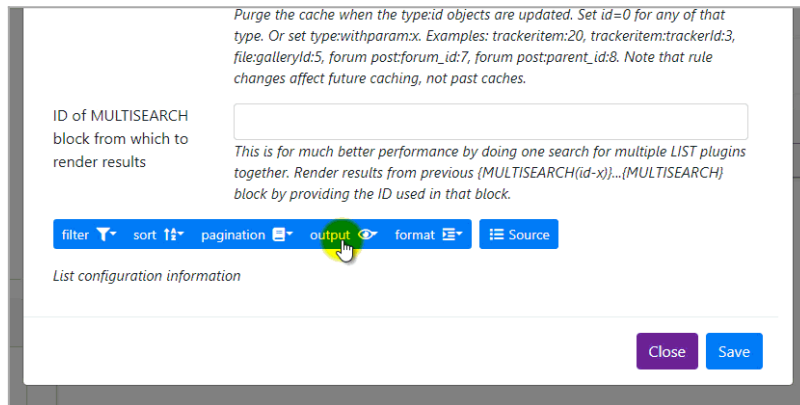 Purge the cache when the type:id objects are updated. Set id=0 for any of that
type. Or set type:withparam:x. Examples: trackeritem:20, trackeritem:trackerId:3,
file:galleryId:5, forum post:forum_id:7, forum post:parent_id:8. Note that rule
changes affect future caching, not past caches.
ID of MULTISEARCH
block from which to
render results
This is for much better performance by doing one search for multiple LIST plugins
together. Render results from previous {MULTISEARCH(id-x)}...{MULTISEARCH}
block by providing the ID used in that block.
filter sort pagination output format Source
List configuration information
Close Save